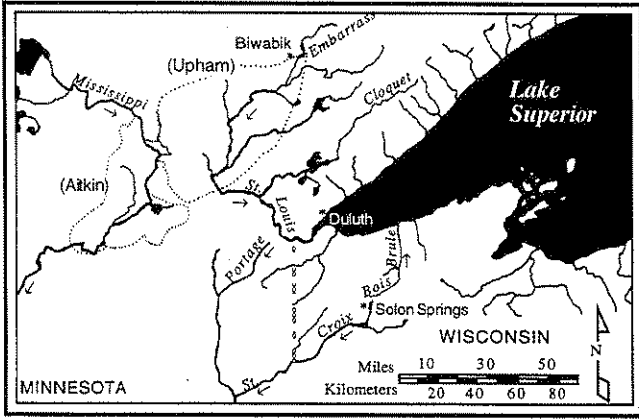 Biwabik
Embarrass
(Upham)
Mississippi
Cloquet
Lake
Superior
(Aitkin)
St.
Louis
Duluth
Portage
Bois Brule
Solon Springs
St. Croix
WISCONSIN
N
Miles 10 30 50
Kilometers 20 40 60 80
MINNESOTA